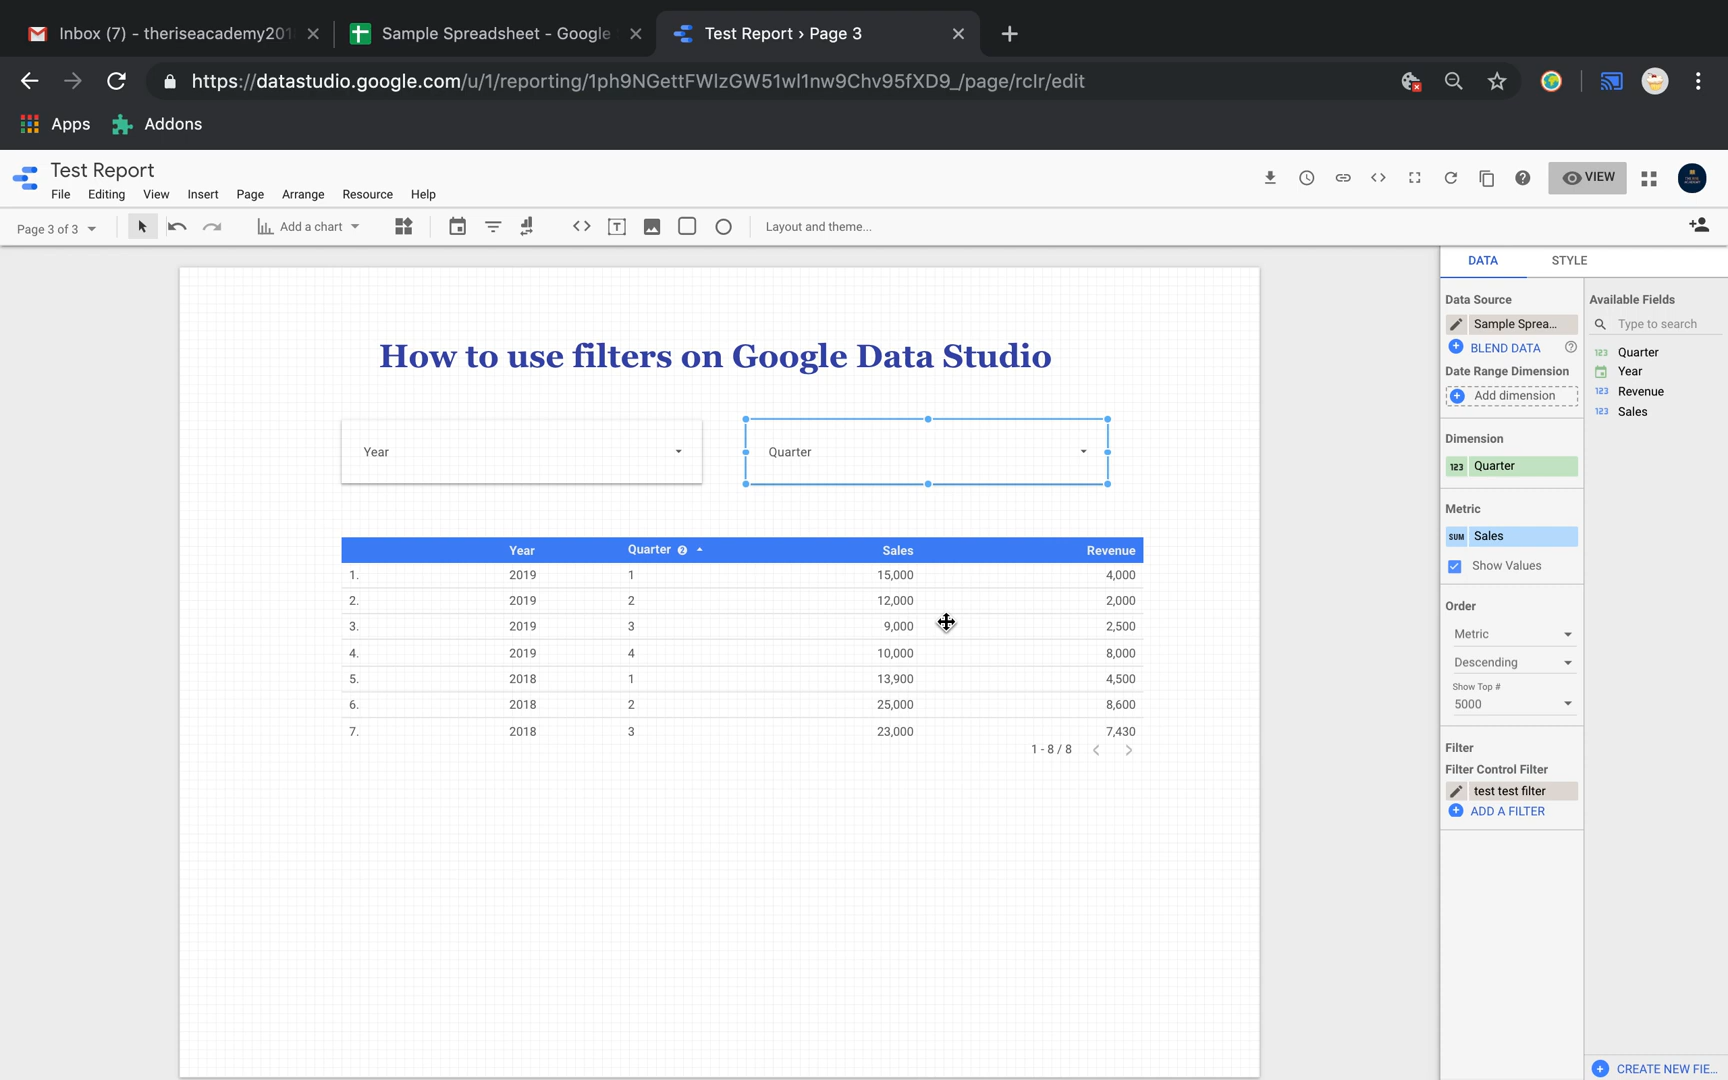 Inbox (7) - theriseacademy201
Sample Spreadsheet - Google
Test Report › Page 3
https://datastudio.google.com/u/1/reporting/1ph9NGettFWIzGW51wl1nw9Chv95fXD9_/page/rclr/edit
Apps
Addons
Test Report
File Editing View Insert Page Arrange Resource Help
VIEW
Page 3 of 3
Add a chart
Layout and theme...
How to use filters on Google Data Studio
Year
Quarter
Year Quarter 2 Sales Revenue
1. 2019 1 15,000 4,000
2. 2019 2 12,000 2,000
3. 2019 3 9,000 2,500
4. 2019 4 10,000 8,000
5. 2018 1 13,900 4,500
6. 2018 2 25,000 8,600
7. 2018 3 23,000 7,430
1 - 8 / 8
DATA STYLE
Data Source
Sample Sprea...
BLEND DATA
Date Range Dimension
Add dimension
Dimension
123 Quarter
Metric
SUM Sales
Show Values
Order
Metric
Descending
Show Top #
5000
Filter
Filter Control Filter
test test filter
ADD A FILTER
Available Fields
Type to search
123 Quarter
Year
123 Revenue
123 Sales
CREATE NEW FIE...